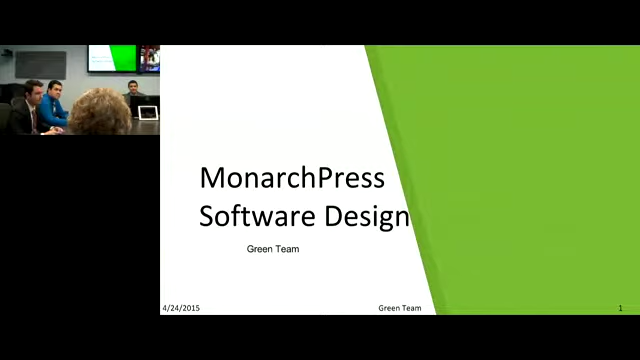 MonarchPress
Software Design
Green Team
4/24/2015
Green Team
1